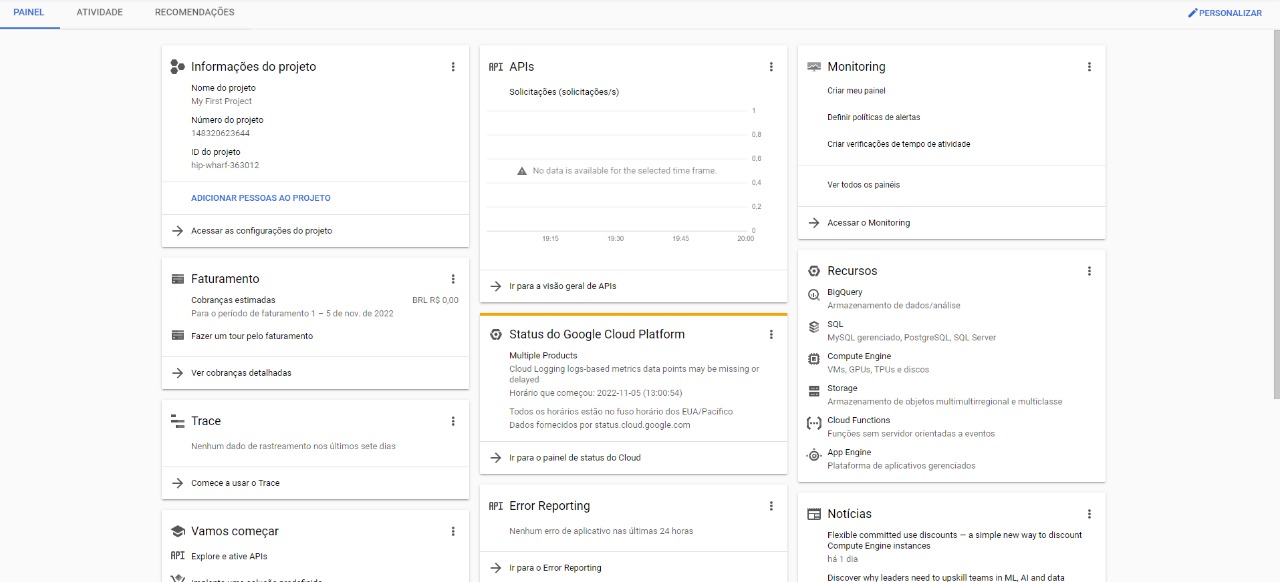 PAINEL
ATIVIDADE
RECOMENDAÇÕES
PERSONALIZAR
Informações do projeto
Nome do projeto
My First Project
Número do projeto
148320623644
ID do projeto
hip-wharf-363012
ADICIONAR PESSOAS AO PROJETO
Acessar as configurações do projeto
Faturamento
Cobranças estimadas BRL R$ 0,00
Para o período de faturamento 1 – 5 de nov. de 2022
Fazer um tour pelo faturamento
Ver cobranças detalhadas
Trace
Nenhum dado de rastreamento nos últimos sete dias
Comece a usar o Trace
Vamos começar
API Explore e ative APIs
Implante uma solução predefinida
API APIs
Solicitações (solicitações/s)
1
0,8
0,6
No data is available for the selected time frame.
0,4
0,2
0
19:15 19:30 19:45 20:00
Ir para a visão geral de APIs
Status do Google Cloud Platform
Multiple Products
Cloud Logging logs-based metrics data points may be missing or
delayed
Horário que começou: 2022-11-05 (13:00:54)
Todos os horários estão no fuso horário dos EUA/Pacífico
Dados fornecidos por status.cloud.google.com
Ir para o painel de status do Cloud
API Error Reporting
Nenhum erro de aplicativo nas últimas 24 horas
Ir para o Error Reporting
Monitoring
Criar meu painel
Definir políticas de alertas
Criar verificações de tempo de atividade
Ver todos os painéis
Acessar o Monitoring
Recursos
BigQuery
Armazenamento de dados/análise
SQL
MySQL gerenciado, PostgreSQL, SQL Server
Compute Engine
VMs, GPUs, TPUs e discos
Storage
Armazenamento de objetos multimultirregional e multiclasse
Cloud Functions
Funções sem servidor orientadas a eventos
App Engine
Plataforma de aplicativos gerenciados
Notícias
Flexible committed use discounts — a simple new way to discount
Compute Engine instances
há 1 dia
Discover why leaders need to upskill teams in ML, AI and data